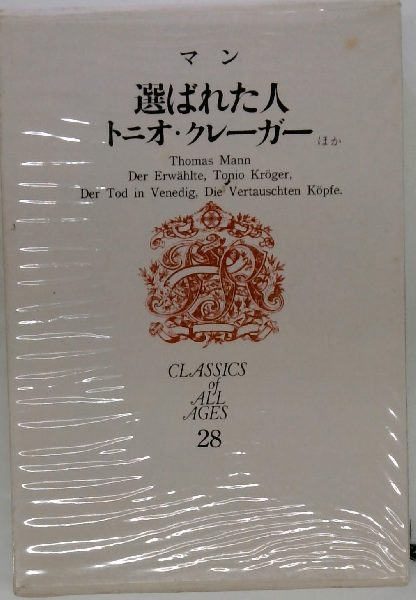 マン
選ばれた人
トニオ・クレーガー ほか
Thomas Mann
Der Erwählte, Tonio Kröger,
Der Tod in Venedig, Die Vertauschten Köpfe.
CLASSICS
of
ALL
AGES
28